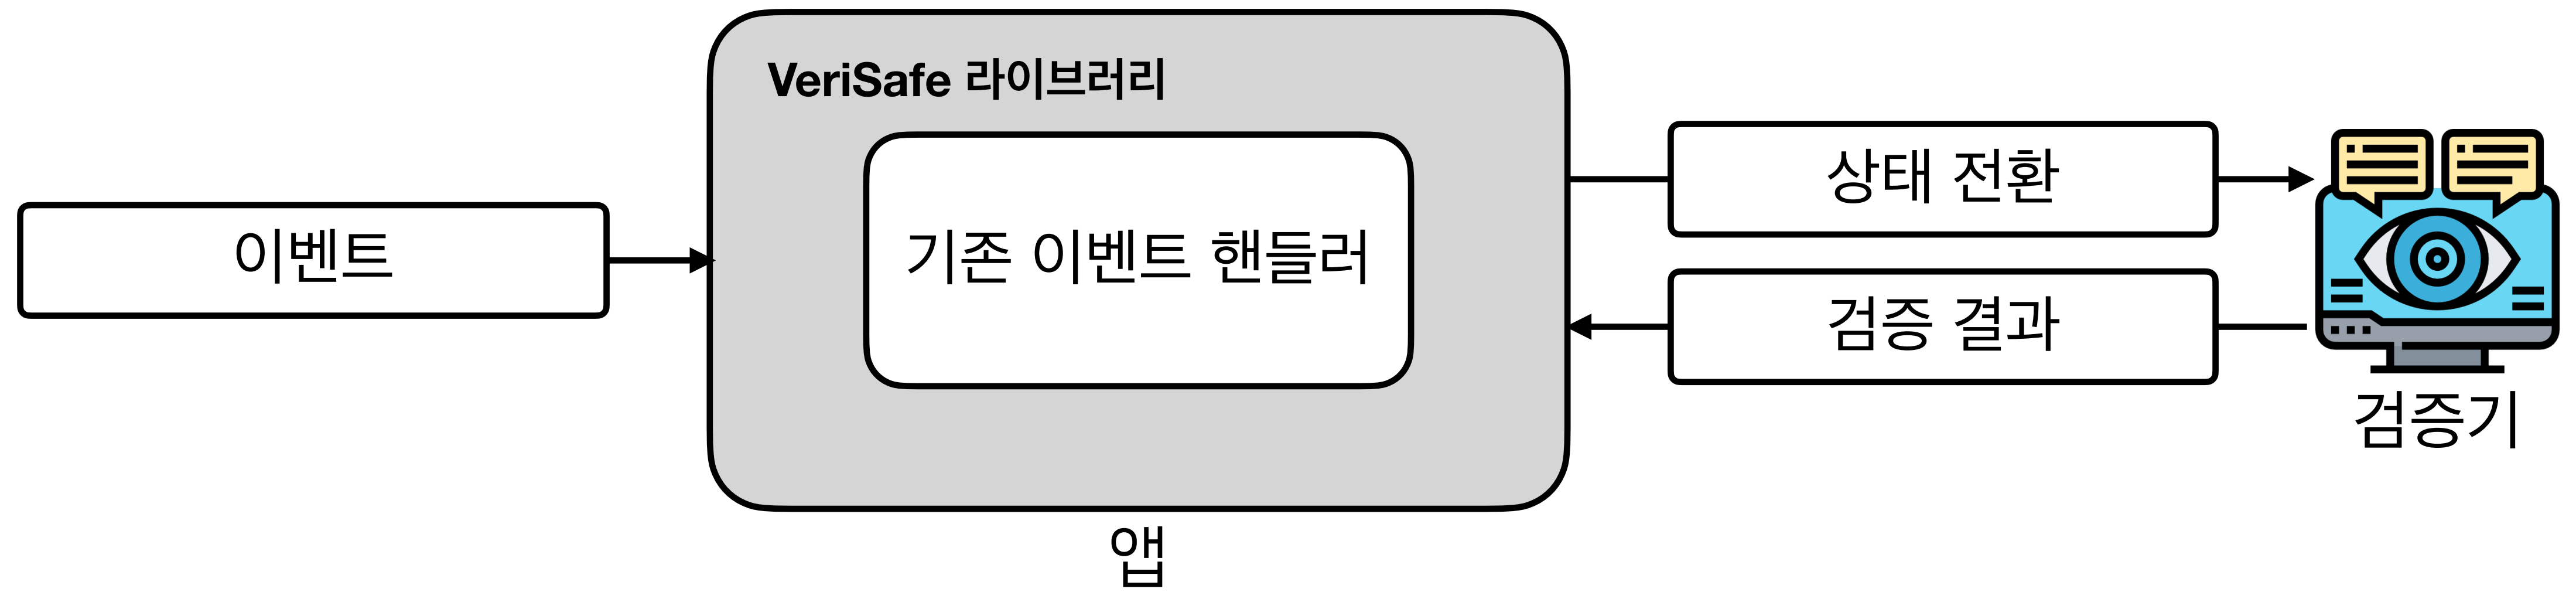 VeriSafe 라이브러리
이벤트
기존 이벤트 핸들러
상태 전환
검증 결과
검증기
앱